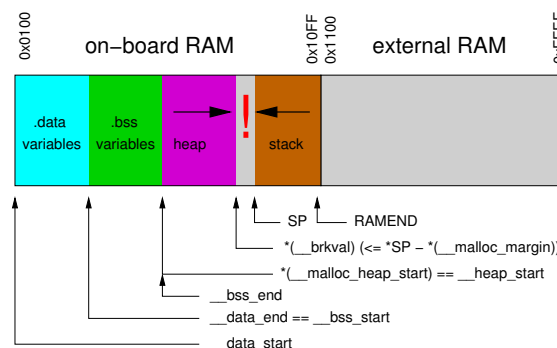 0x0100
0x10FF
0x1100
on−board RAM
external RAM
.data
variables
.bss
variables
heap
!
stack
SP
RAMEND
*(__brkval) (<= *SP − *(__malloc_margin))
*(__malloc_heap_start) == __heap_start
__bss_end
__data_end == __bss_start
data_start